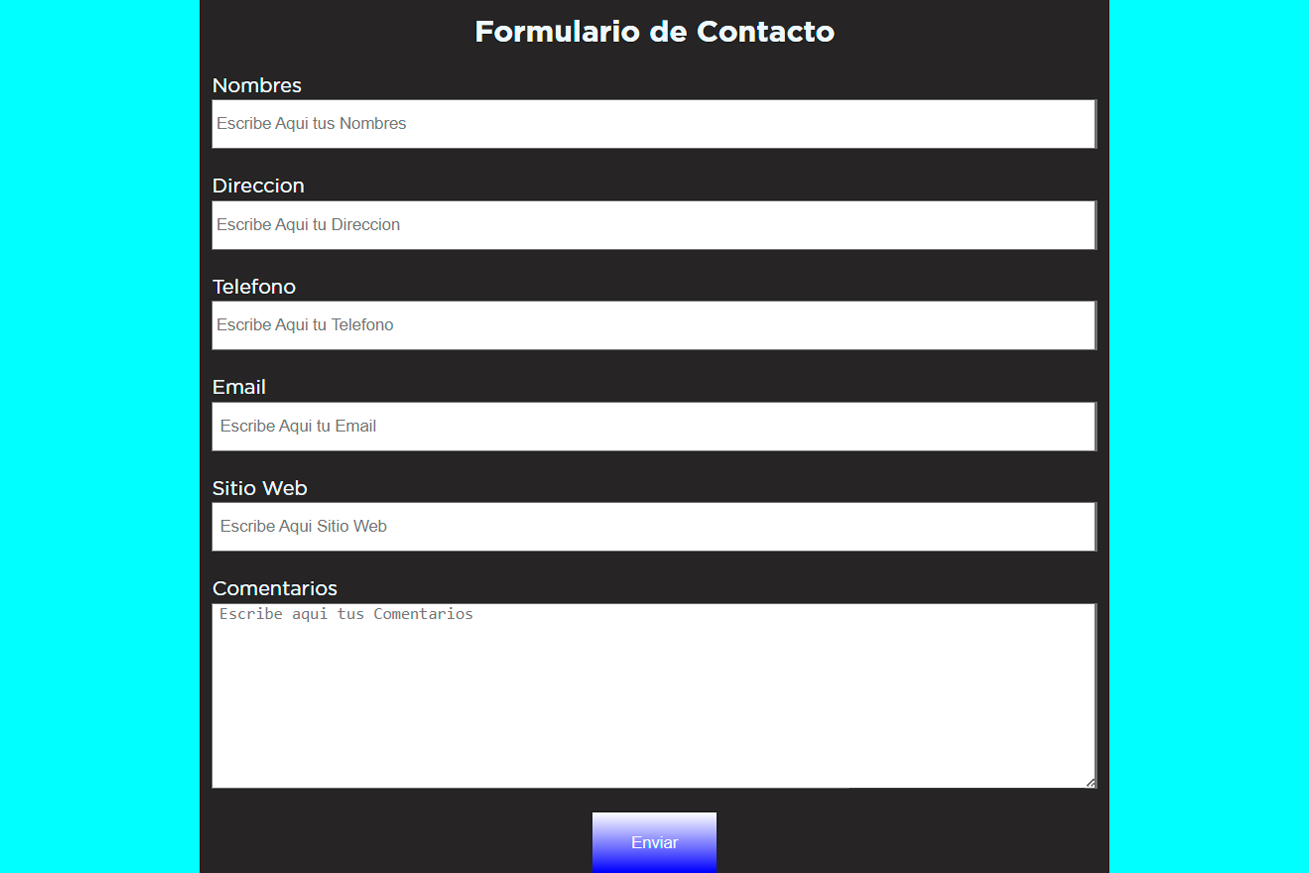 Formulario de Contacto
Nombres
Escribe Aqui tus Nombres
Direccion
Escribe Aqui tu Direccion
Telefono
Escribe Aqui tu Telefono
Email
Escribe Aqui tu Email
Sitio Web
Escribe Aqui Sitio Web
Comentarios
Escribe aqui tus Comentarios
Enviar